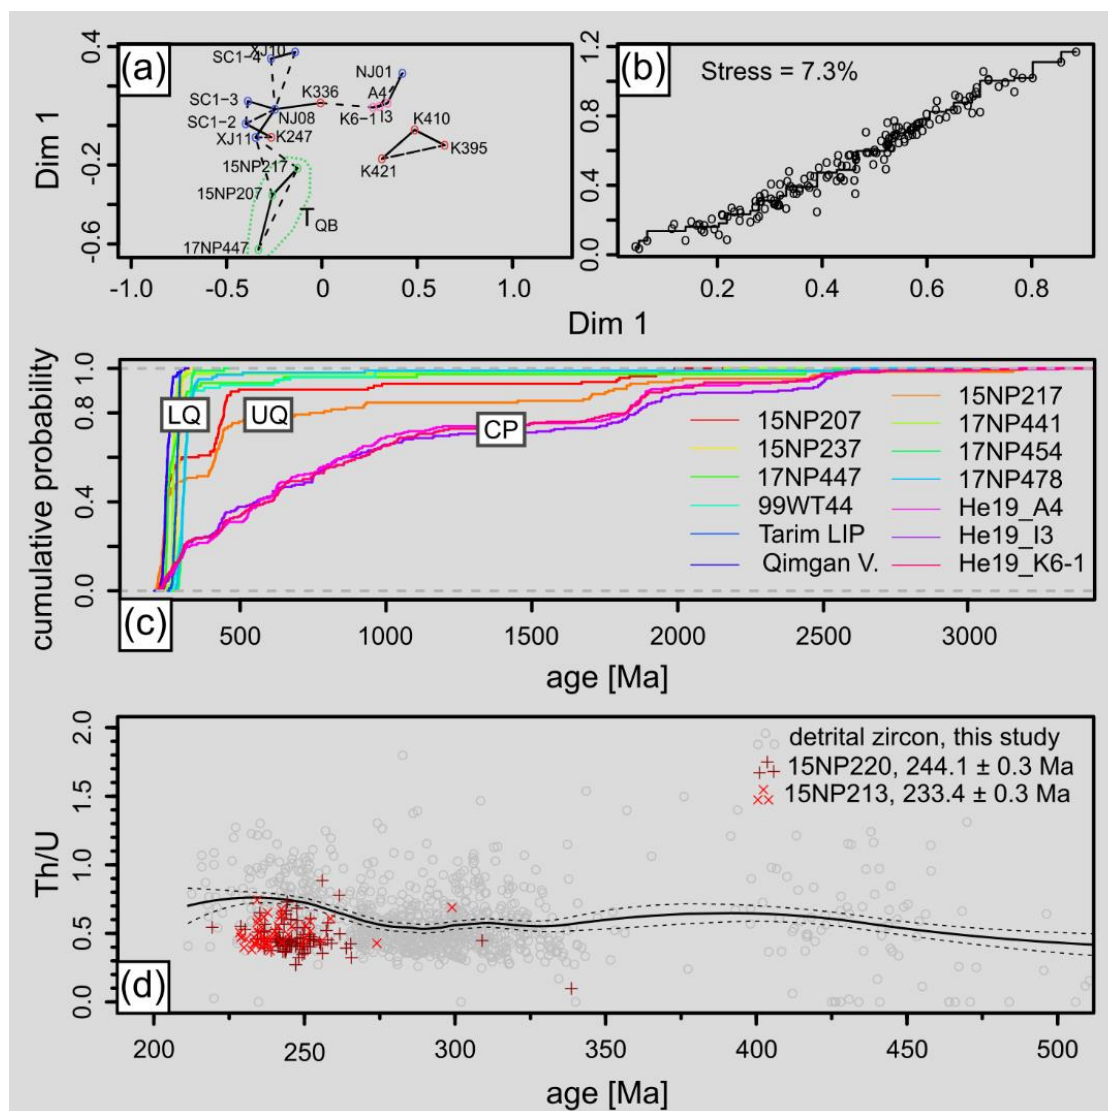 (a)
0.4
-0.2
-0.6
Dim 1
XJ10
SC1-4
NJ01
SC1-3
K336
A4
K6-1
I3
K410
SC1-2
NJ08
XJ11
K247
K395
15NP217
K421
15NP207
T QB
17NP447
-1.0
-0.5
0
0.5
1.0
(b)
Stress = 7.3%
1.2
0.8
0.4
0.0
0.2
0.4
0.6
0.8
Dim 1
cumulative probability
1.0
0.8
0.4
0.0
LQ
UQ
CP
15NP207
15NP237
17NP447
99WT44
Tarim LIP
Qimgan V.
15NP217
17NP441
17NP454
17NP478
He19_A4
He19_I3
He19_K6-1
(c)
500
1000
1500
2000
2500
3000
age [Ma]
Th/U
2.0
1.5
1.0
0.5
0.0
detrital zircon, this study
15NP220, 244.1 ± 0.3 Ma
15NP213, 233.4 ± 0.3 Ma
(d)
200
250
300
350
400
450
500
age [Ma]